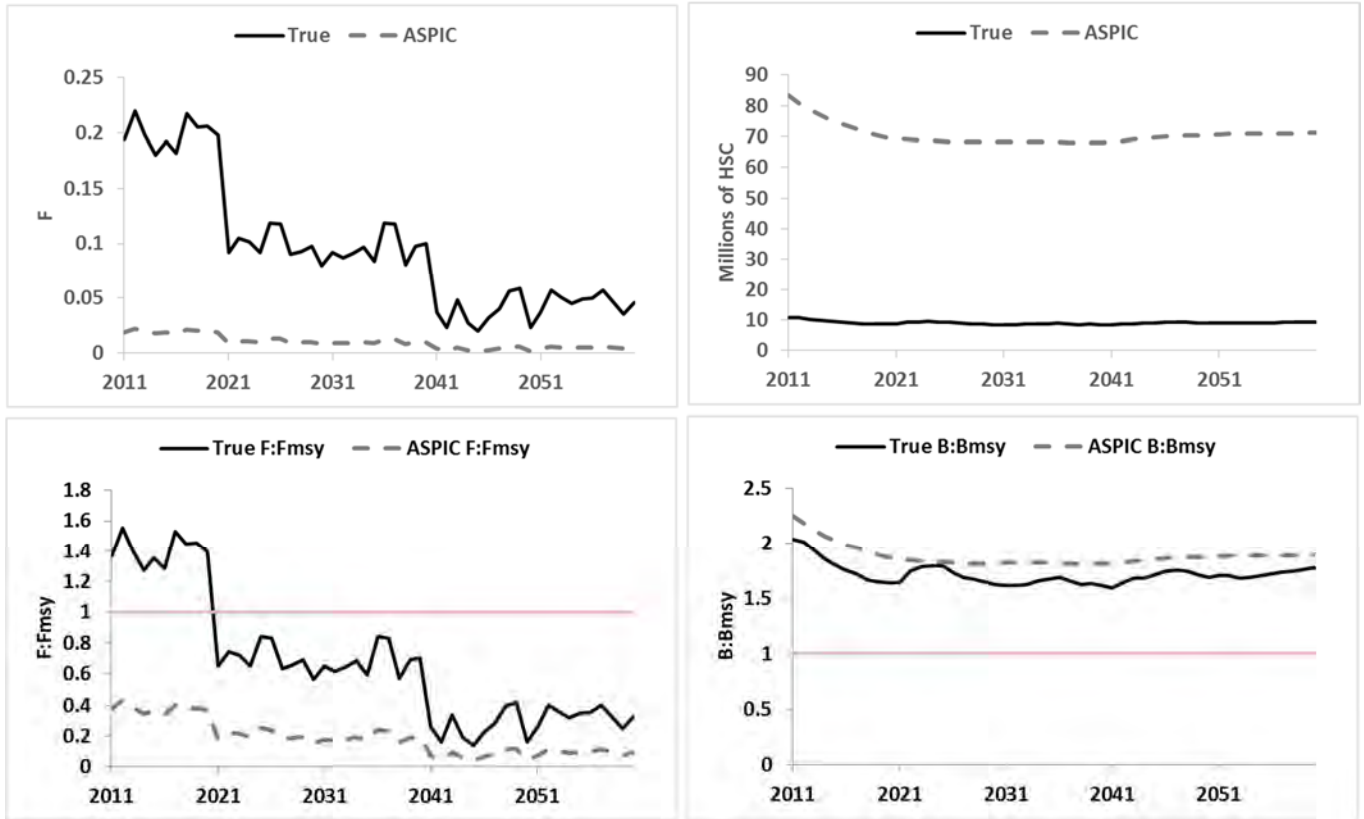 True ASPIC
0.25
0.2
0.15
0.1
0.05
0
F
2011 2021 2031 2041 2051
True ASPIC
90
80
70
60
50
40
30
20
10
0
Millions of HSC
2011 2021 2031 2041 2051
True F:Fmsy ASPIC F:Fmsy
1.8
1.6
1.4
1.2
1
0.8
0.6
0.4
0.2
0
F:Fmsy
2011 2021 2031 2041 2051
True B:Bmsy ASPIC B:Bmsy
2.5
2
1.5
1
0.5
0
B:Bmsy
2011 2021 2031 2041 2051